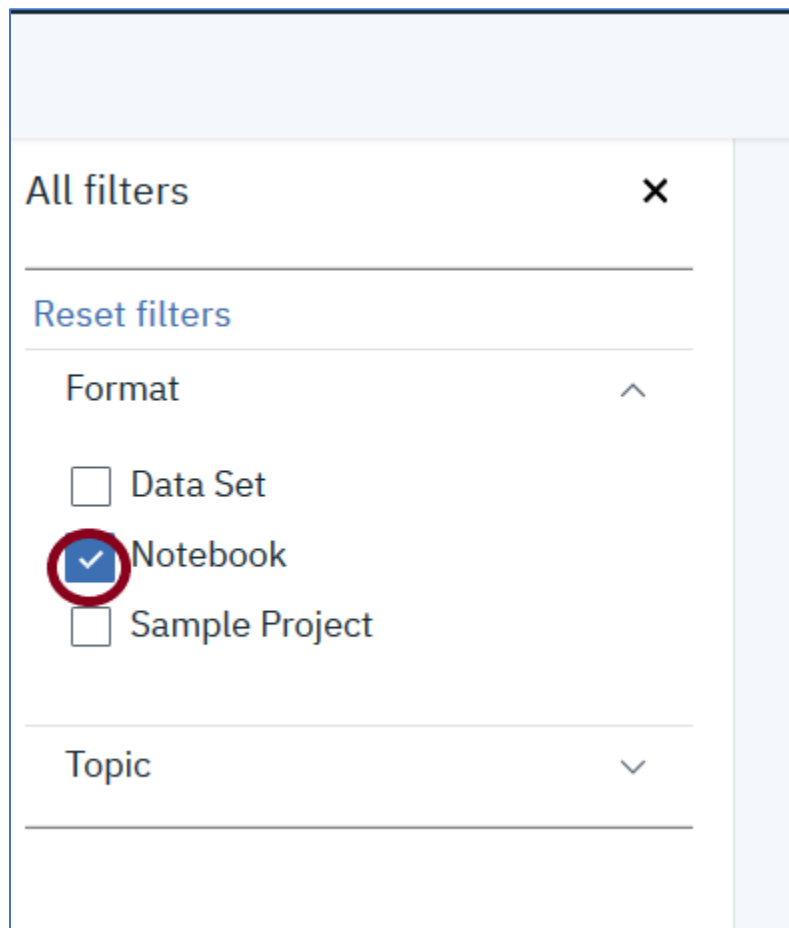 All filters
Reset filters
Format
Data Set
Notebook
Sample Project
Topic